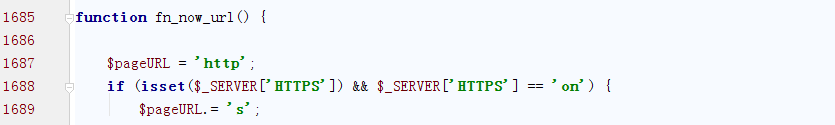 1685 function fn_now_url() {
1686
1687 $pageURL = 'http';
1688 if (isset($_SERVER['HTTPS']) && $_SERVER['HTTPS'] == 'on') {
1689 $pageURL.= 's';